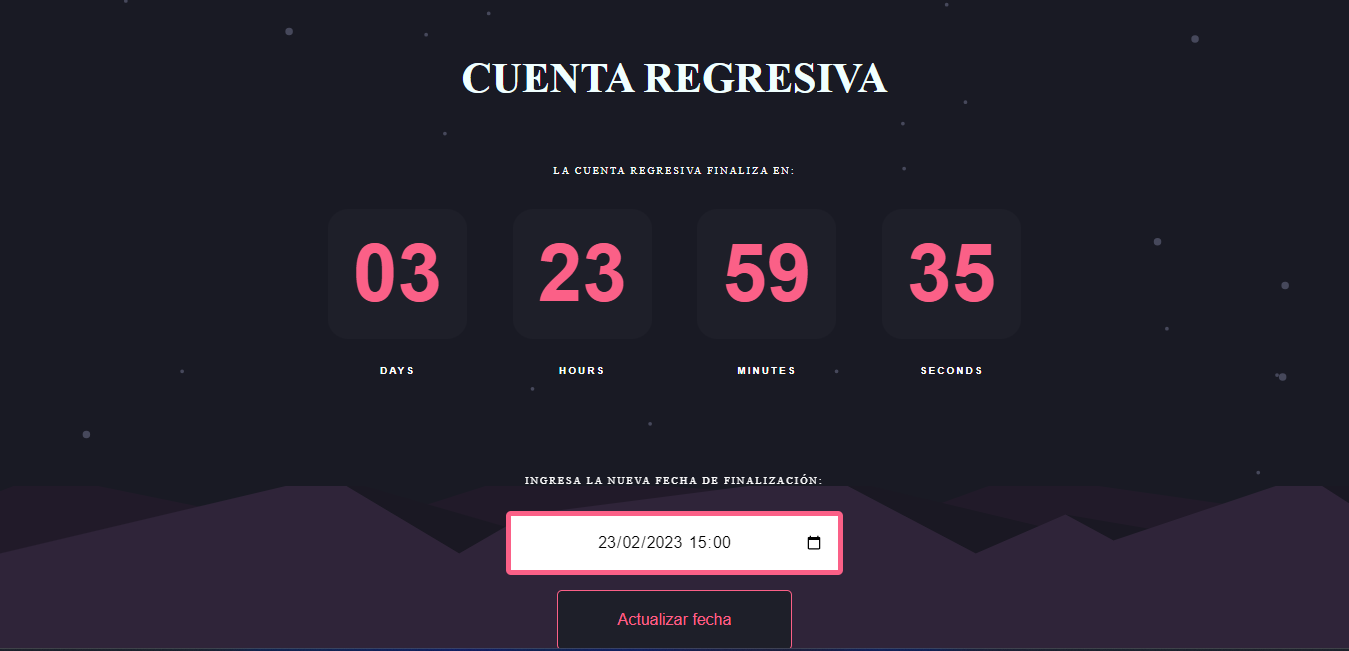 CUENTA REGRESIVA
LA CUENTA REGRESIVA FINALIZA EN:
03 23 59 35
DAYS HOURS MINUTES SECONDS
INGRESA LA NUEVA FECHA DE FINALIZACIÓN:
23/02/2023 15:00
Actualizar fecha